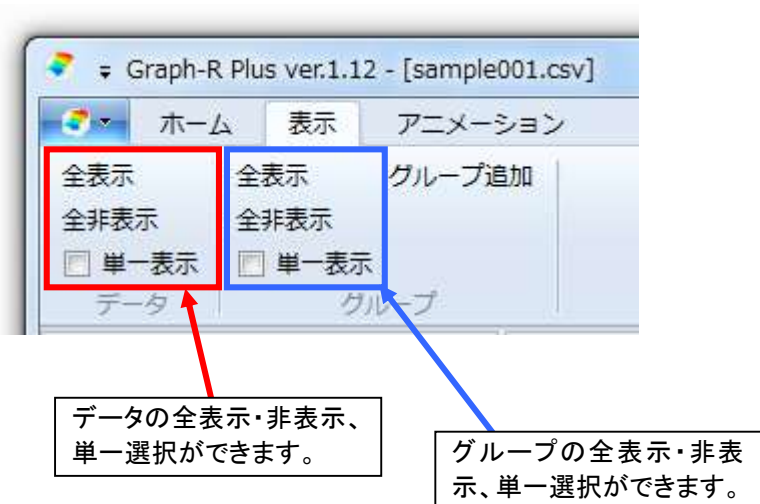 Graph-R Plus ver.1.12 - [sample001.csv]
ホーム 表示 アニメーション
全表示 全表示 グループ追加
全非表示 全非表示
単一表示 単一表示
データ グループ
データの全表示・非表示、
単一選択ができます。
グループの全表示・非表
示、単一選択ができます。